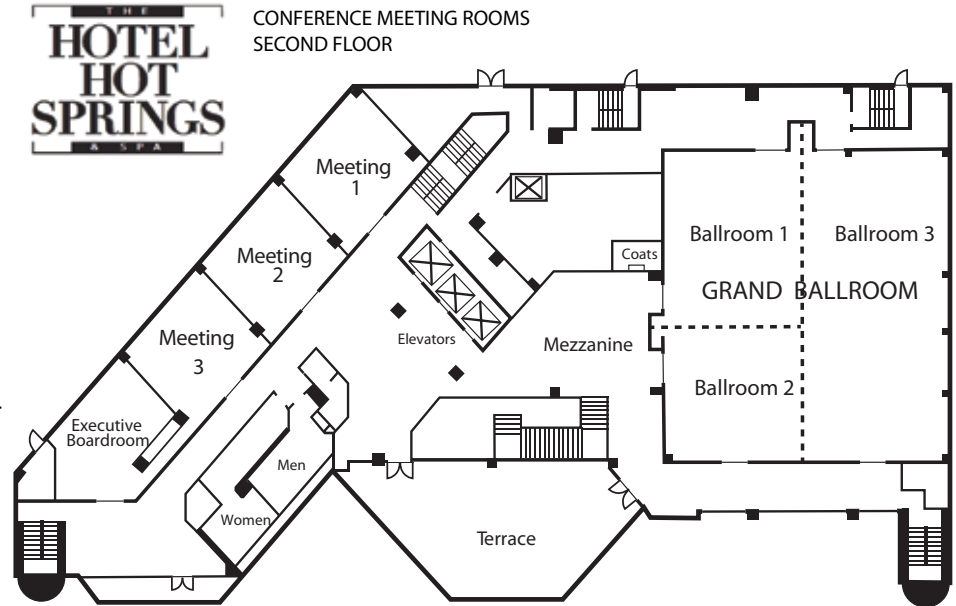 THE
HOTEL
HOT
SPRINGS
& SPA
CONFERENCE MEETING ROOMS
SECOND FLOOR
Meeting
1
Meeting
2
Meeting
3
Executive
Boardroom
Men
Women
Elevators
Mezzanine
Coats
Terrace
Ballroom 1
Ballroom 3
GRAND BALLROOM
Ballroom 2